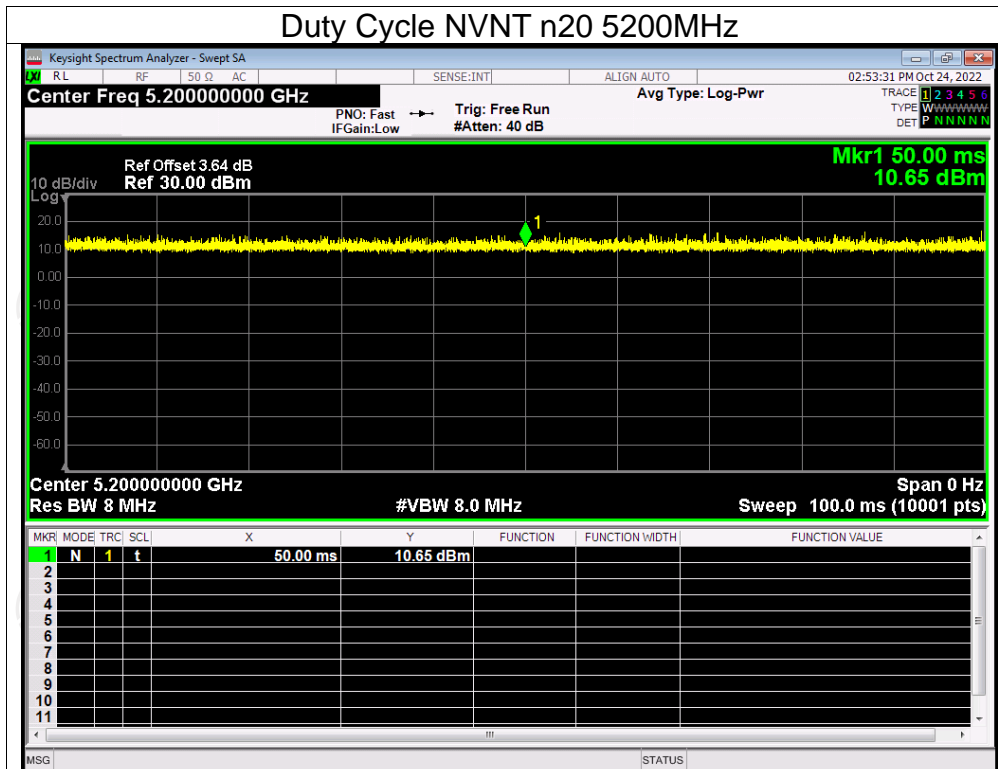 Duty Cycle NVNT n20 5200MHz
Keysight Spectrum Analyzer - Swept SA
LXI RL RF 50 Ω AC SENSE:INT ALIGN AUTO 02:53:31 PM Oct 24, 2022
Center Freq 5.200000000 GHz Avg Type: Log-Pwr TRACE 1 2 3 4 5 6
PNO: Fast Trig: Free Run TYPE WWWWWW
IFGain:Low #Atten: 40 dB DET P N N N N N
Mkr1 50.00 ms
Ref Offset 3.64 dB
10 dB/div Ref 30.00 dBm 10.65 dBm
Log
20.0
1
10.0
0.00
-10.0
-20.0
-30.0
-40.0
-50.0
-60.0
Center 5.200000000 GHz Span 0 Hz
Res BW 8 MHz #VBW 8.0 MHz Sweep 100.0 ms (10001 pts)
MKR MODE TRC SCL X Y FUNCTION FUNCTION WIDTH FUNCTION VALUE
1 N 1 t 50.00 ms 10.65 dBm
2
3
4
5
6
7
8
9
10
11
MSG STATUS